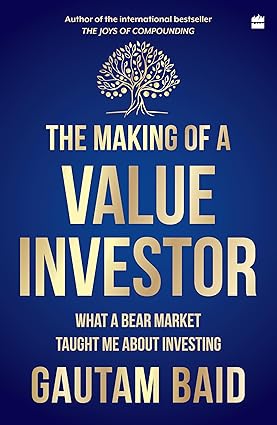 Author of the international bestseller
THE JOYS OF COMPOUNDING
THE MAKING OF A
VALUE
INVESTOR
WHAT A BEAR MARKET
TAUGHT ME ABOUT INVESTING
GAUTAM BAID